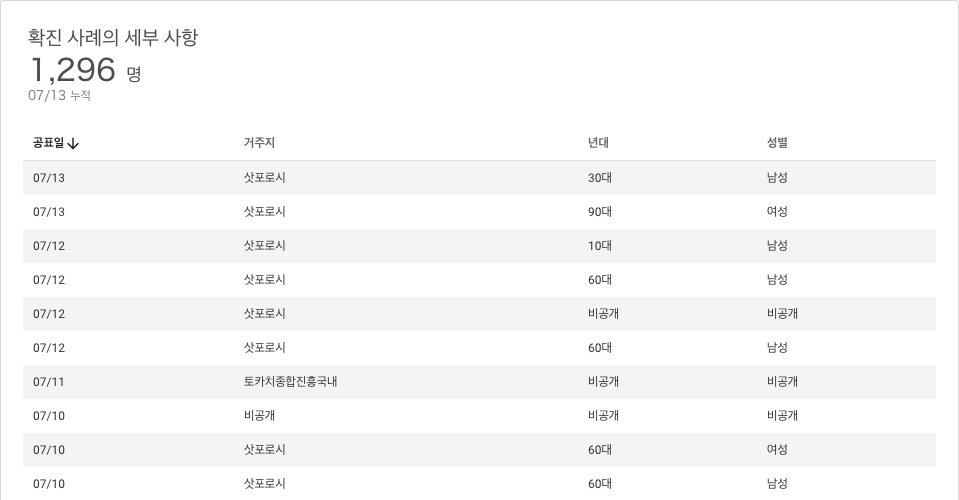 확진 사례의 세부 사항
1,296 명
07/13 누적
공표일↓ 거주지 년대 성별
07/13 삿포로시 30대 남성
07/13 삿포로시 90대 여성
07/12 삿포로시 10대 남성
07/12 삿포로시 60대 남성
07/12 삿포로시 비공개 비공개
07/12 삿포로시 60대 남성
07/11 토카치종합진흥국내 비공개 비공개
07/10 비공개 비공개 비공개
07/10 삿포로시 60대 여성
07/10 삿포로시 60대 남성